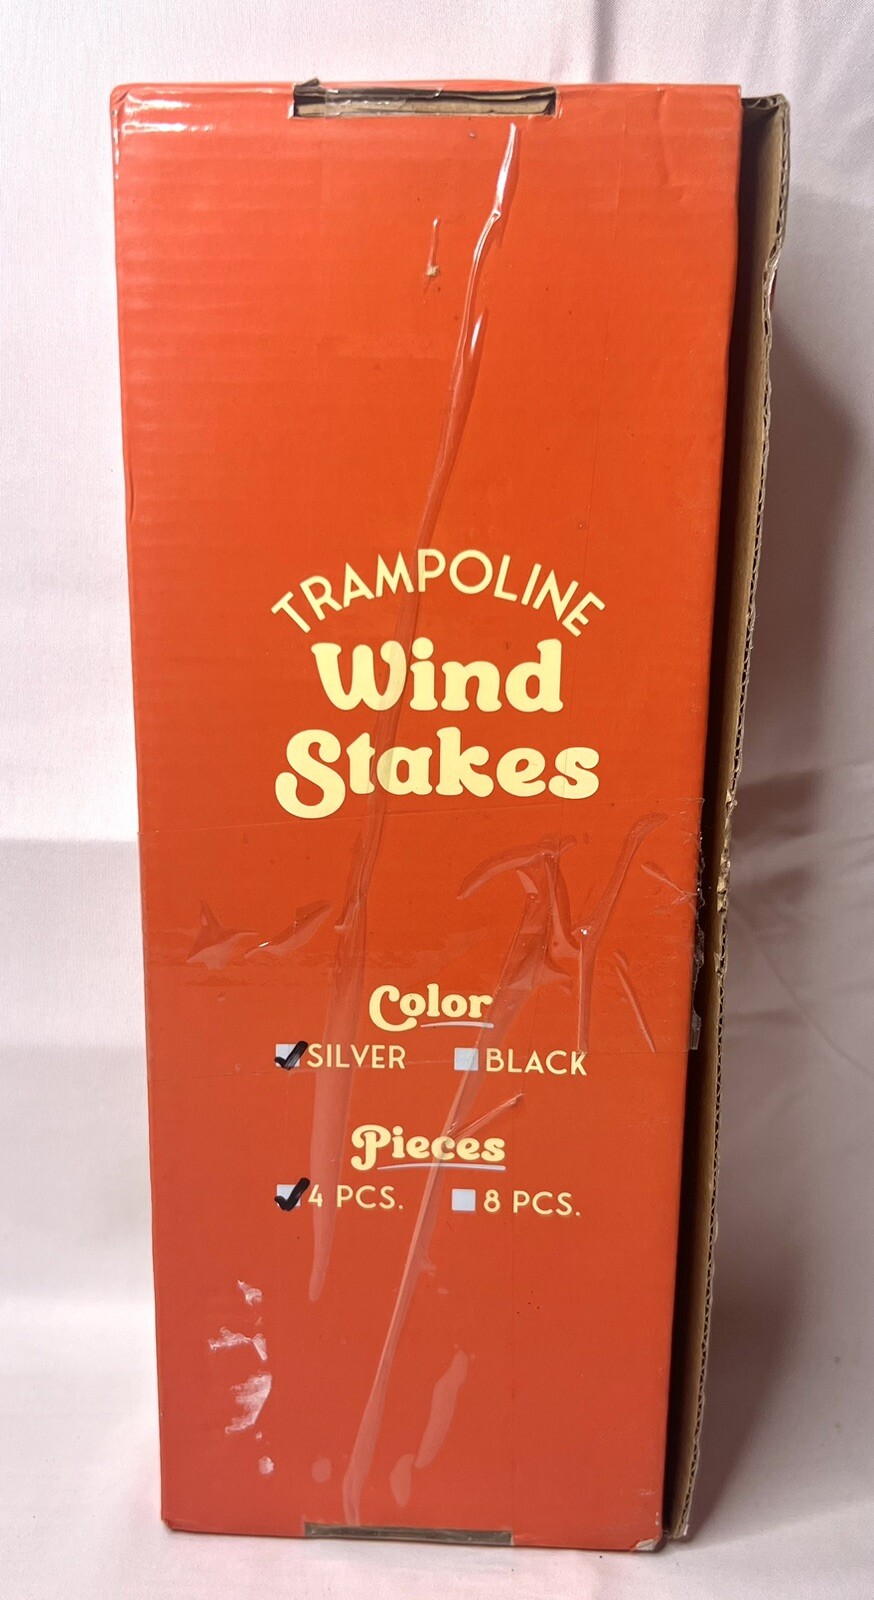 TRAMPOLINE
Wind
Stakes
Color
SILVER BLACK
Pieces
4 PCS. 8 PCS.